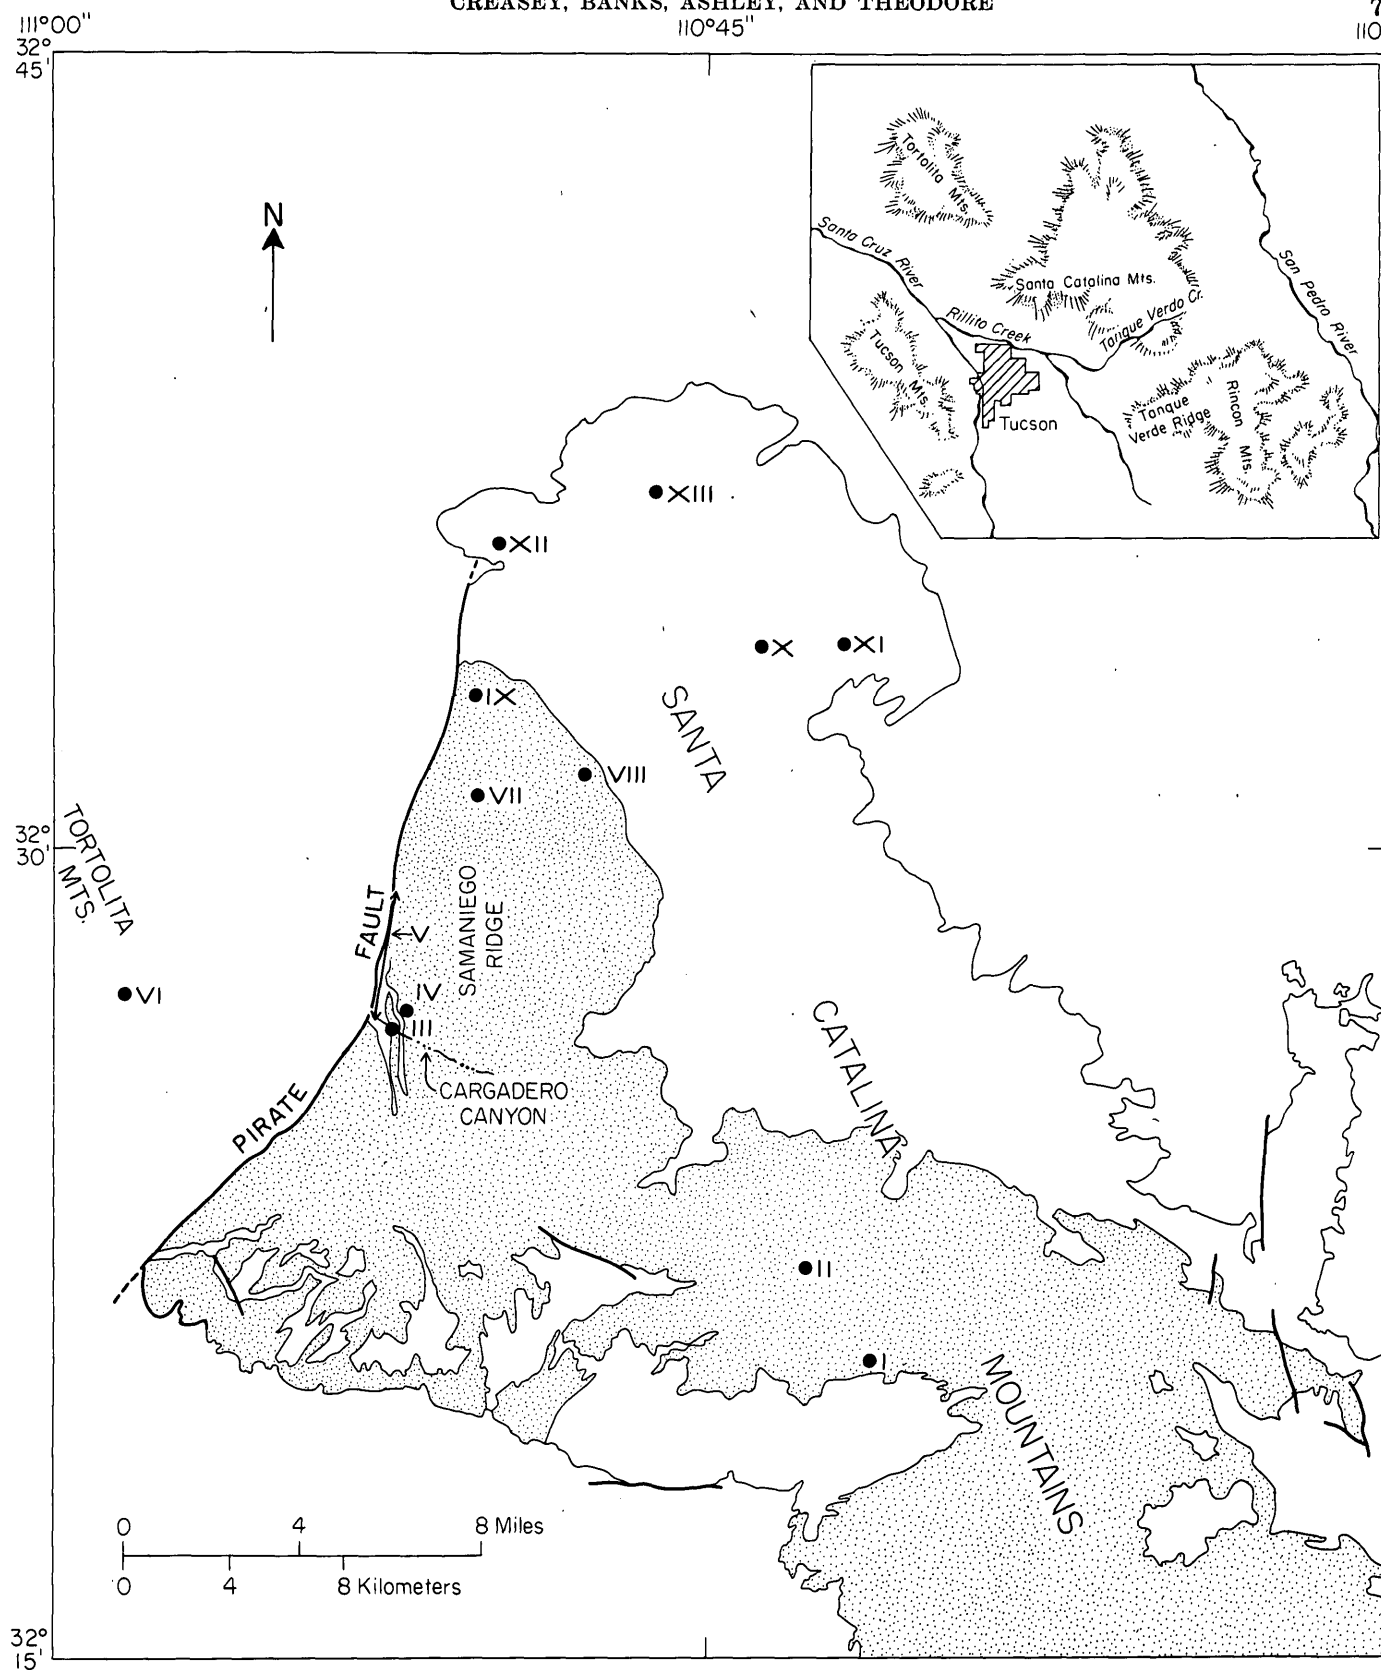 CREASEY, BANKS, ASHLEY, AND THEODORE
7
111°00"
110°45"
110
32°
45'
N
Tortolita
Mts.
Santa Cruz River
Santa Catalina Mts.
San Pedro River
Rillito Creek
Tanque Verdo Cr.
Tucson
Mts.
Tanque
Verde Ridge
Rincon
Mts.
Tucson
XIII
XII
X
XI
IX
SANTA
VIII
VII
TORTOLITA
MTS.
32°
30'
FAULT
SAMANIEGO
RIDGE
V
VI
IV
III
CATALINA
CARGADERO
CANYON
PIRATE
II
I
MOUNTAINS
0 4 8 Miles
0 4 8 Kilometers
32°
15'